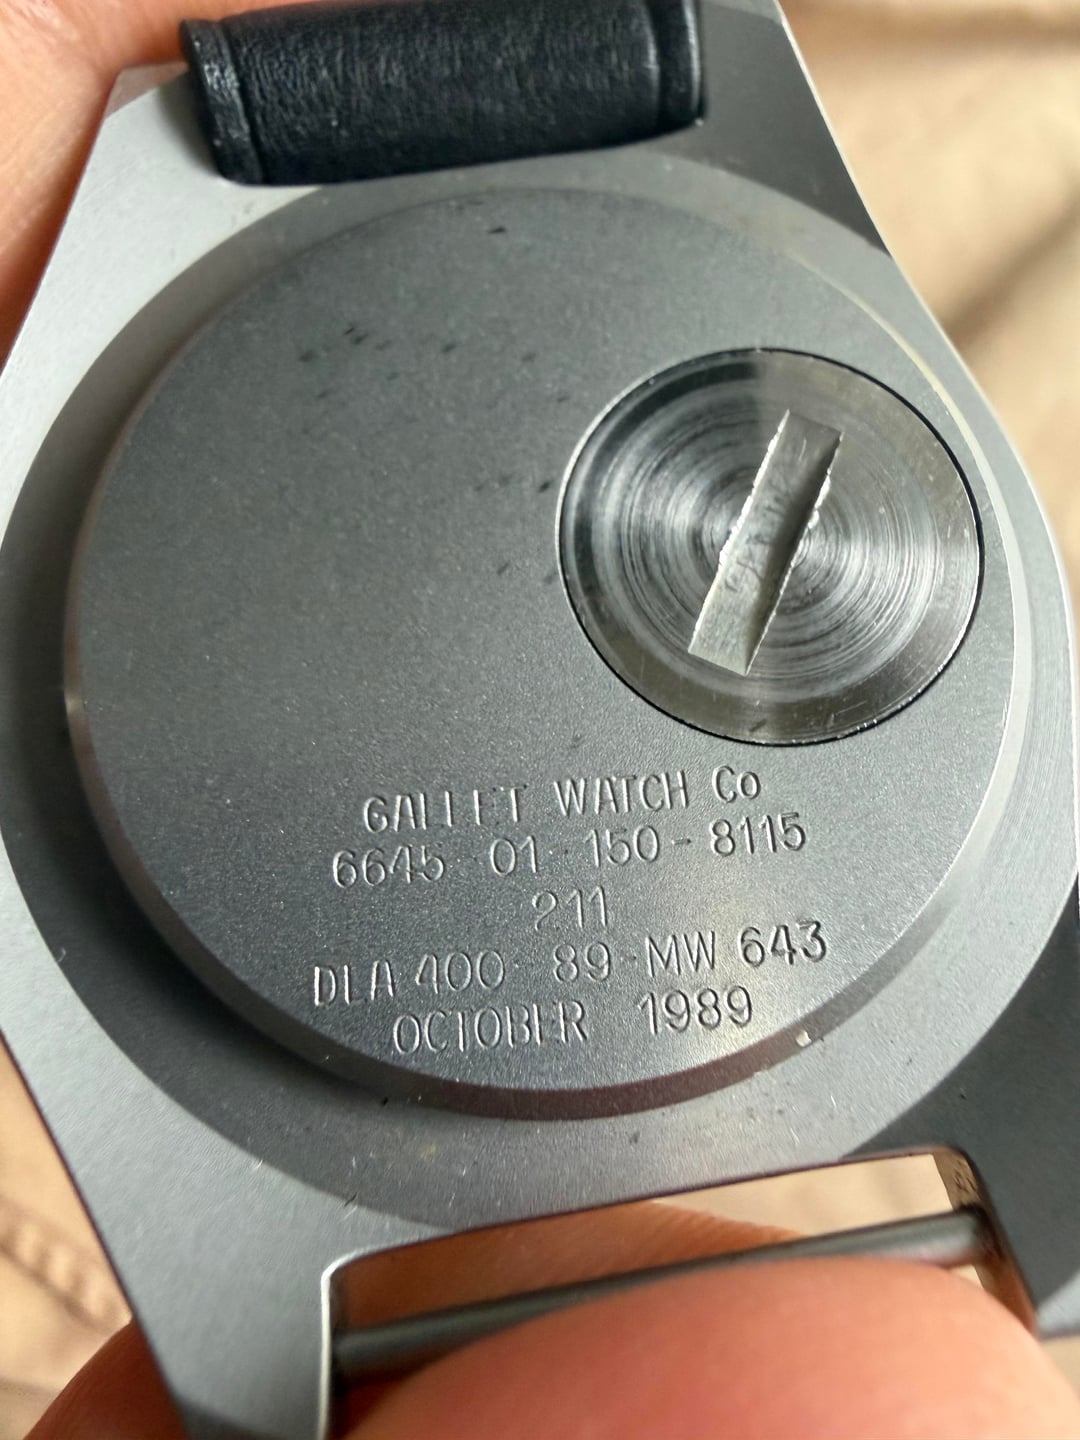 GALLET WATCH Co
6645-01-150-8115
211
DLA 400-89-MW 643
OCTOBER 1989